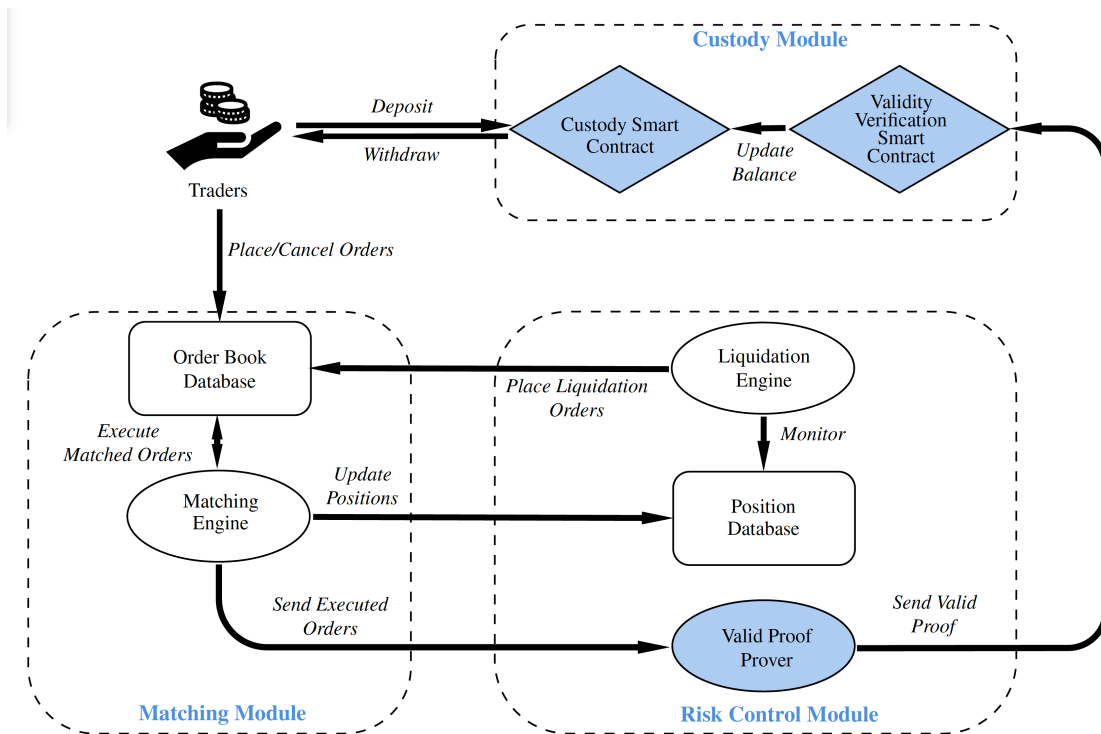 Custody Module
Deposit
Withdraw
Custody Smart
Contract
Update
Balance
Validity
Verification
Smart
Contract
Traders
Place/Cancel Orders
Order Book
Database
Place Liquidation
Orders
Liquidation
Engine
Execute
Matched Orders
Monitor
Matching
Engine
Update
Positions
Position
Database
Send Executed
Orders
Valid Proof
Prover
Send Valid
Proof
Matching Module
Risk Control Module